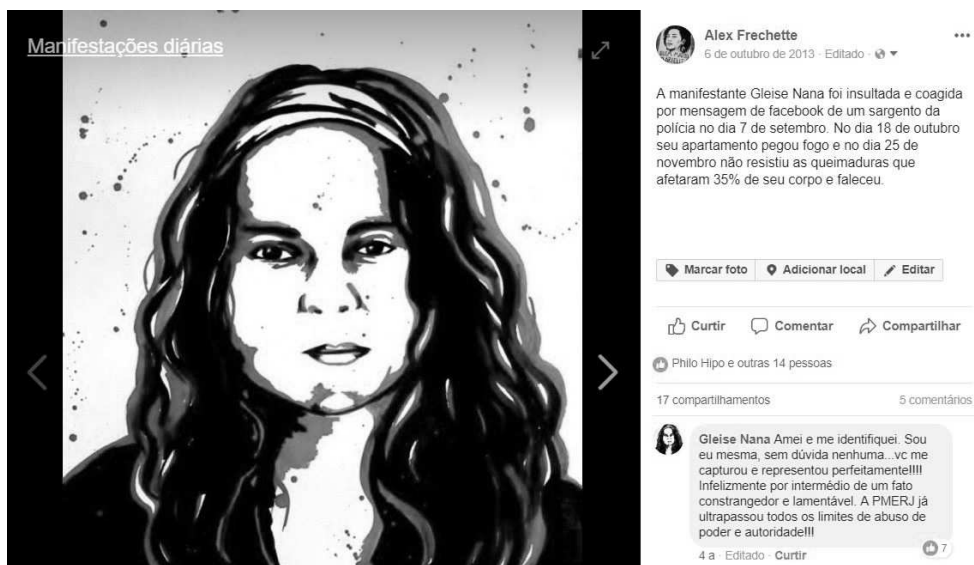 Manifestações diárias
Alex Frechette
6 de outubro de 2013 · Editado ·
A manifestante Gleise Nana foi insultada e coagida
por mensagem de facebook de um sargento da
polícia no dia 7 de setembro. No dia 18 de outubro
seu apartamento pegou fogo e no dia 25 de
novembro não resistiu as queimaduras que
afetaram 35% de seu corpo e faleceu.
Marcar foto Adicionar local Editar
Curtir Comentar Compartilhar
Philo Hipo e outras 14 pessoas
17 compartilhamentos 5 comentários
Gleise Nana Amei e me identifiquei. Sou
eu mesma, sem dúvida nenhuma...vc me
capturou e representou perfeitamente!!!!
Infelizmente por intermédio de um fato
constrangedor e lamentável. A PMERJ já
ultrapassou todos os limites de abuso de
poder e autoridade!!!
4 a · Editado · Curtir 7